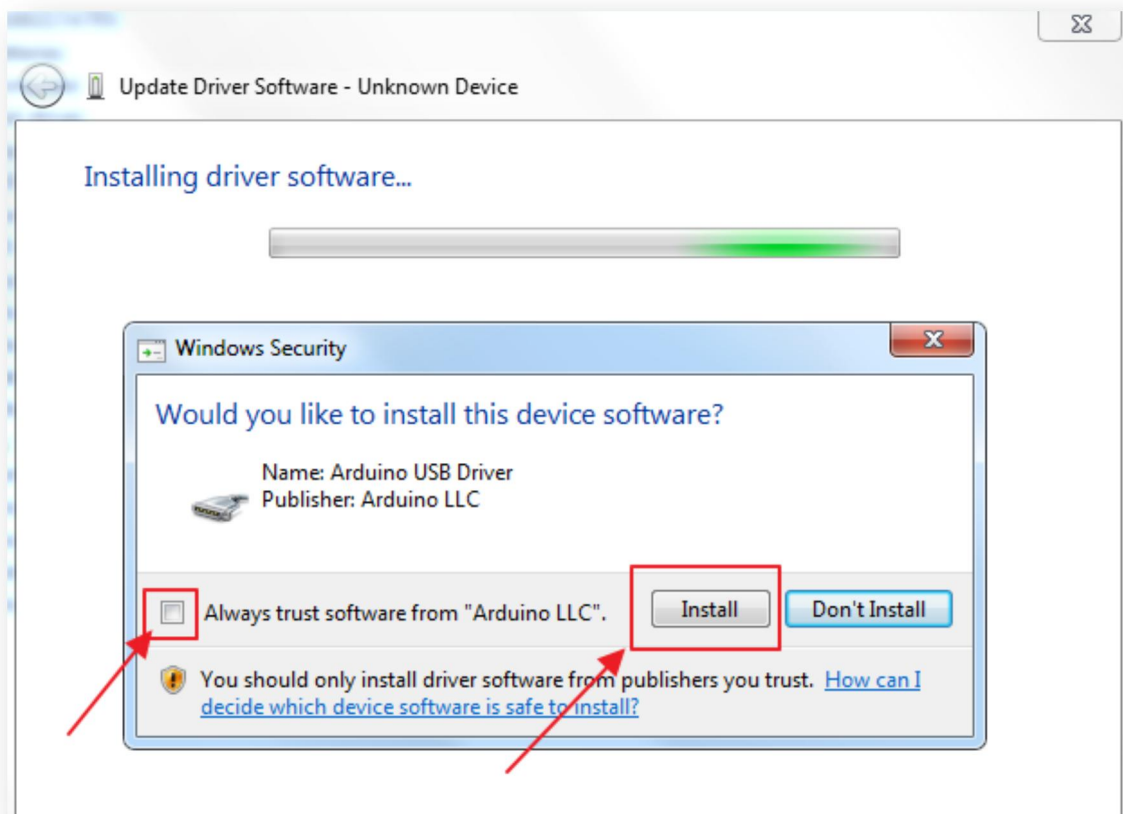 Update Driver Software - Unknown Device
Installing driver software...
Windows Security
Would you like to install this device software?
Name: Arduino USB Driver
Publisher: Arduino LLC
Always trust software from "Arduino LLC".
Install
Don't Install
You should only install driver software from publishers you trust. How can I
decide which device software is safe to install?